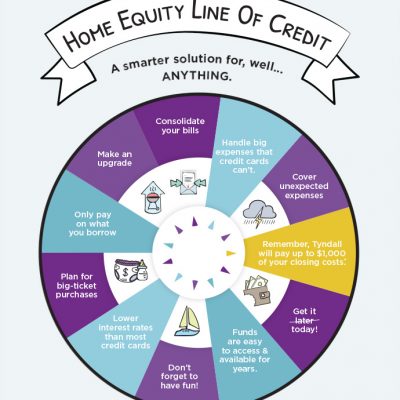 HOME EQUITY LINE OF CREDIT
A smarter solution for, well...
ANYTHING.
Consolidate
your bills
Handle big
expenses that
credit cards
can't.
Cover
unexpected
expenses
Remember, Tyndall
will pay up to $1,000
of your closing costs.*
Get it
later
today!
Funds
are easy
to access &
available for
years.
Don't
forget to
have fun!
Lower
interest rates
than most
credit cards
Plan for
big-ticket
purchases
Only pay
on what
you borrow
Make an
upgrade